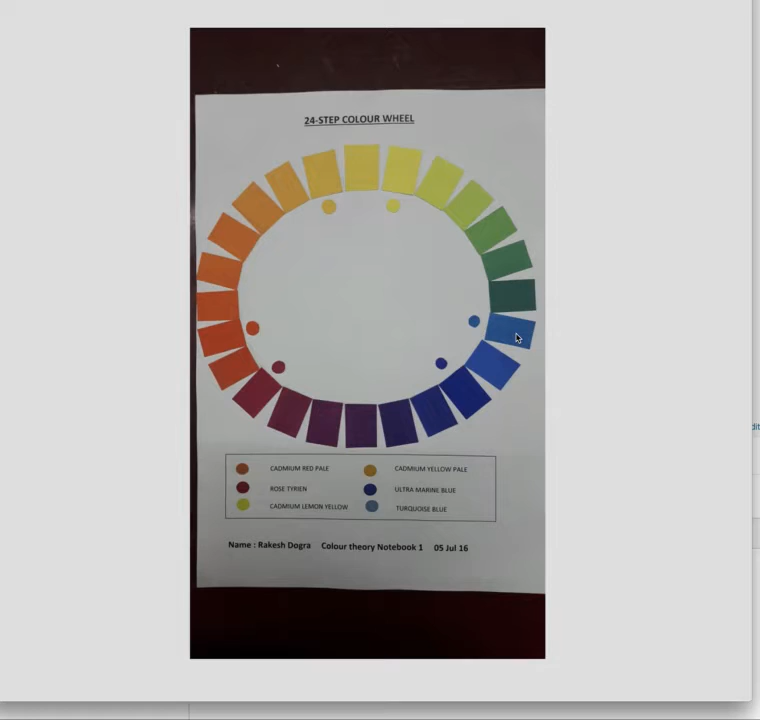 24-STEP COLOUR WHEEL
CADMIUM RED PALE
CADMIUM YELLOW PALE
ROSE TYRIEN
ULTRA MARINE BLUE
CADMIUM LEMON YELLOW
TURQUOISE BLUE
Name : Rakesh Dogra Colour theory Notebook 1 05 Jul 16
dit